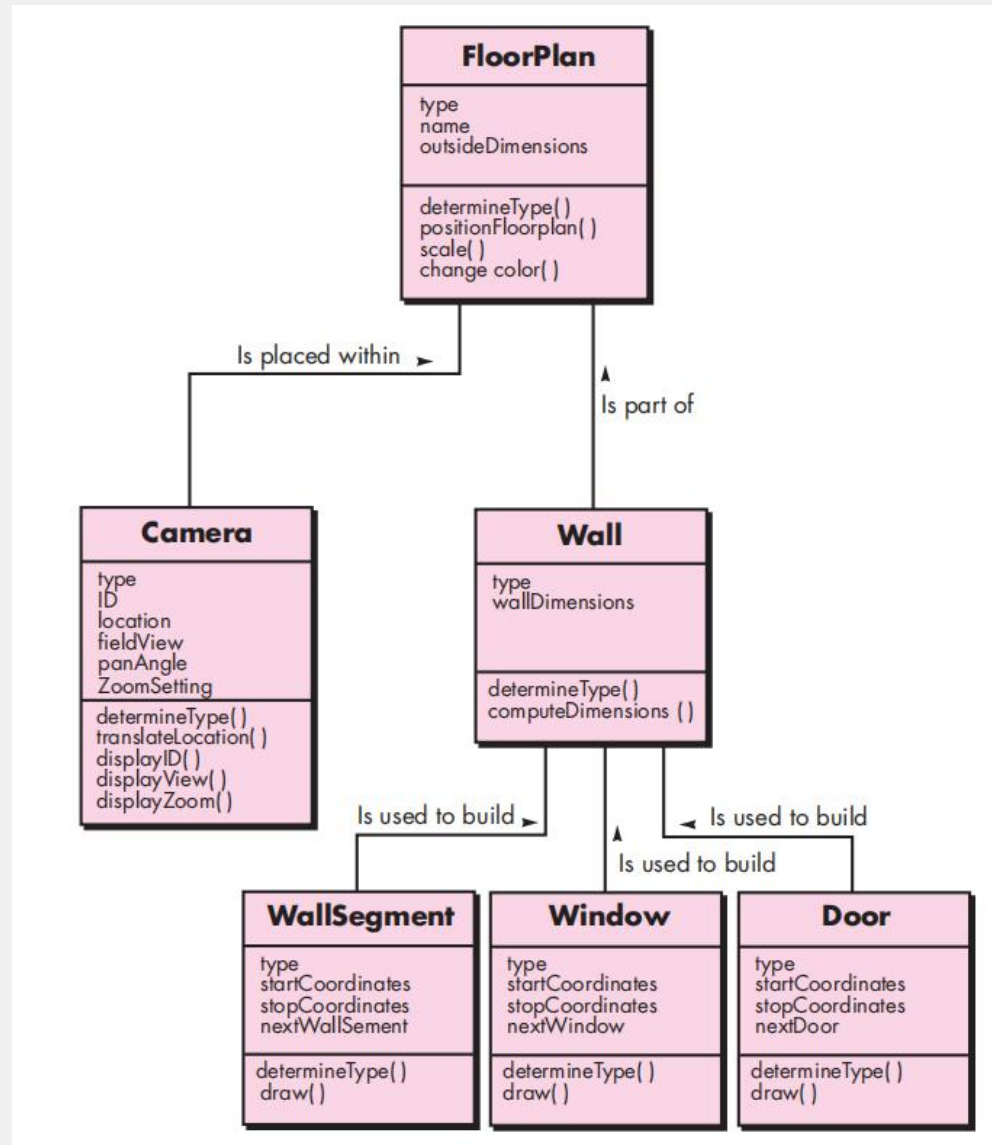 FloorPlan
type
name
outsideDimensions
determineType( )
positionFloorplan( )
scale( )
change color( )
Is placed within
Is part of
Camera
type
ID
location
fieldView
panAngle
ZoomSetting
determineType( )
translateLocation( )
displayID( )
displayView( )
displayZoom( )
Wall
type
wallDimensions
determineType( )
computeDimensions ( )
Is used to build
Is used to build
Is used to build
WallSegment
type
startCoordinates
stopCoordinates
nextWallSement
determineType( )
draw( )
Window
type
startCoordinates
stopCoordinates
nextWindow
determineType( )
draw( )
Door
type
startCoordinates
stopCoordinates
nextDoor
determineType( )
draw( )